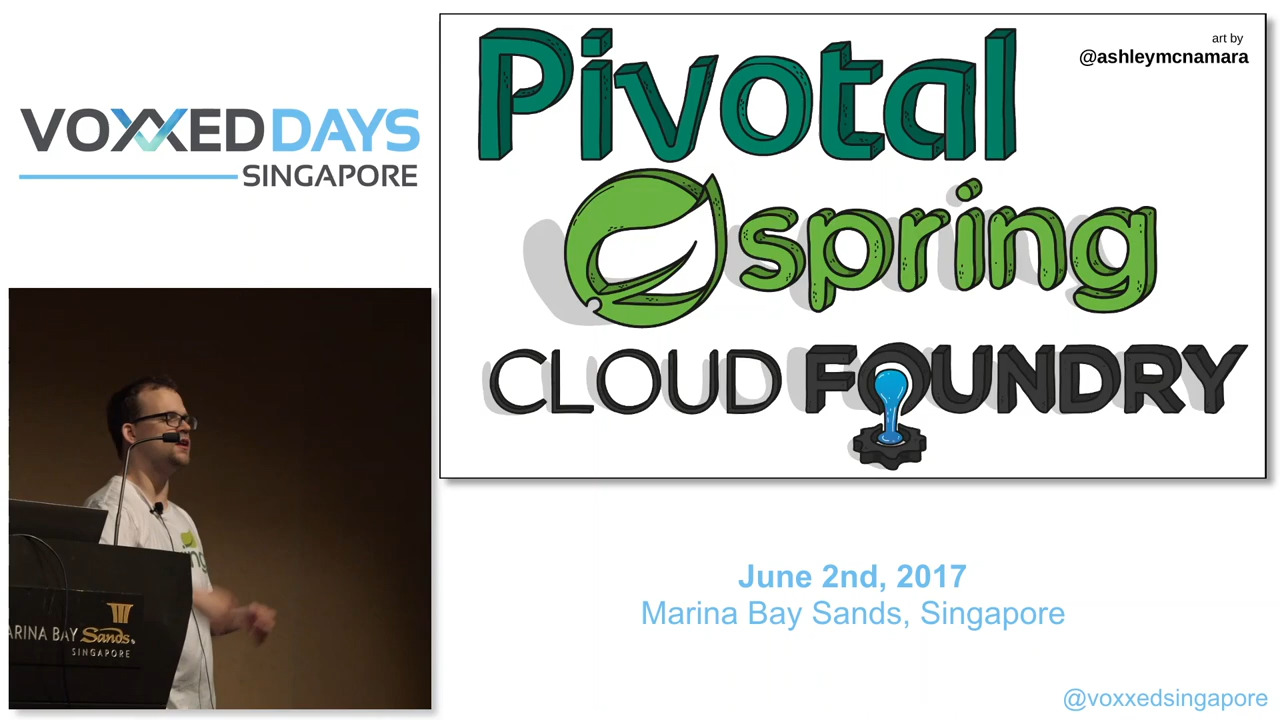 VOXXED DAYS
SINGAPORE
Pivotal
art by
@ashleymcnamara
spring
CLOUD FOUNDRY
June 2nd, 2017
Marina Bay Sands, Singapore
ARINA BAY Sands
SINGAPORE
@voxxedsingapore